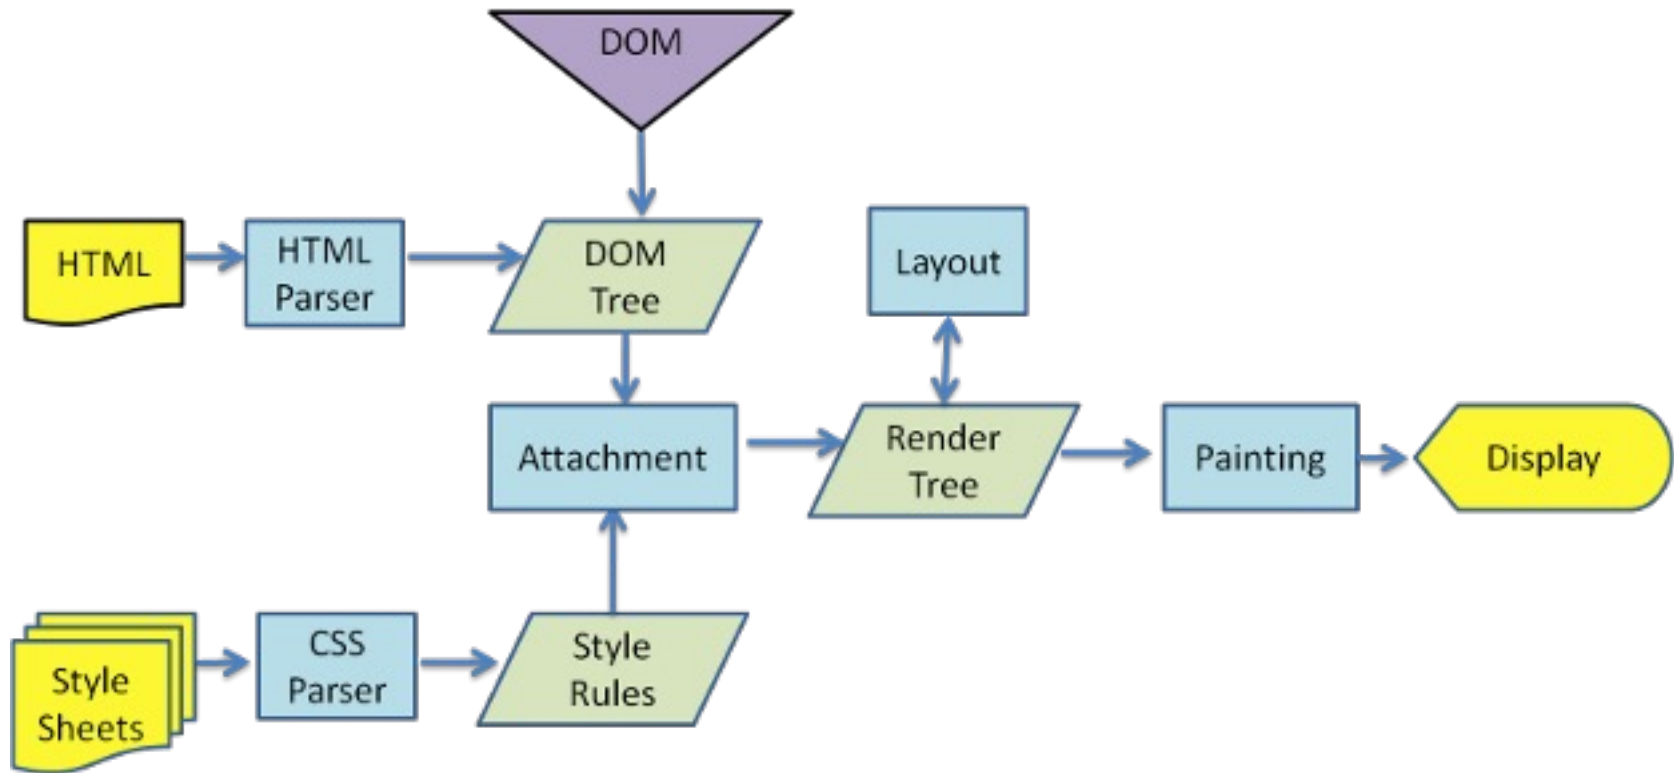 DOM
HTML
HTML
Parser
DOM
Tree
Layout
Attachment
Render
Tree
Painting
Display
Style
Sheets
CSS
Parser
Style
Rules